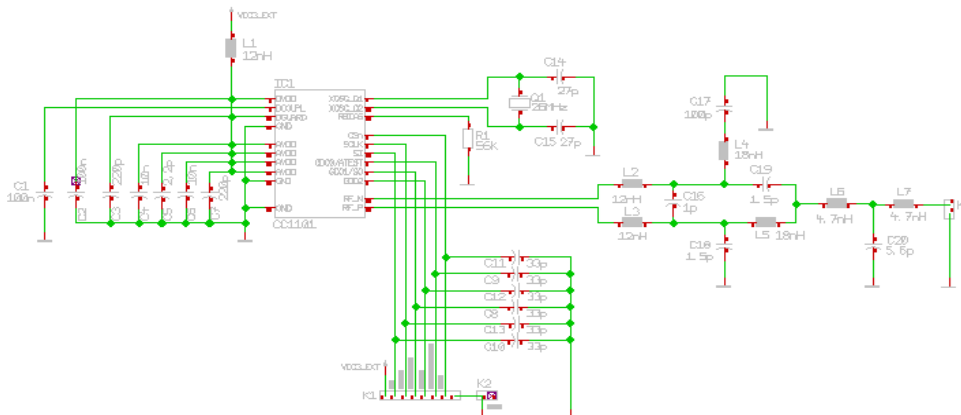 VDD3_EXT
L1
12nH
IC1
DVDD
DCOUPL
DGUARD
GND
AVDD
AVDD
AVDD
AVDD
GND
GND
CC1101
XOSC_Q1
XOSC_Q2
RBIAS
CSn
SCLK
SI
GDO0/ATEST
GDO1/SO
GDO2
RF_N
RF_P
C1
100n
C2
100n
C3
220p
C4
10n
C5
2.2p
C6
10n
C7
220p
C14
27p
Q1
26MHz
C15 27p
R1
56K
C17
100p
L4
18nH
L2
12nH
C16
1p
L3
12nH
C19
1.5p
L5 18nH
C18
1.5p
L6
4.7nH
L7
4.7nH
C20
5.6p
K
C11 33p
C9 33p
C12 33p
C8 33p
C13 33p
C10 33p
VDD3_EXT
K1
K2